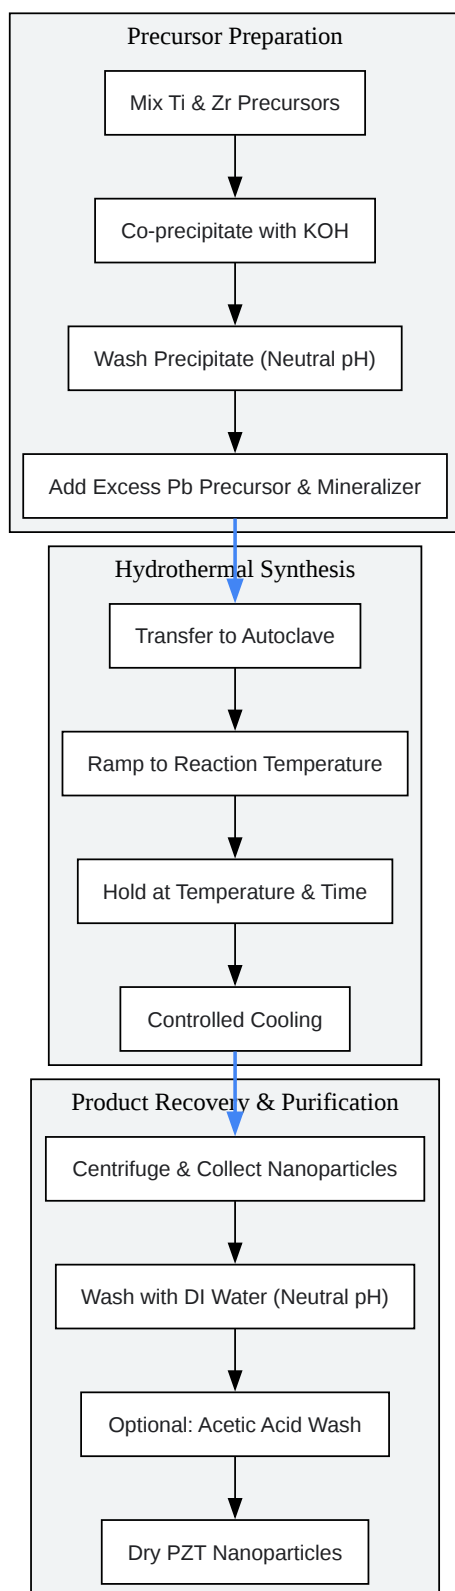 Precursor Preparation
Mix Ti & Zr Precursors
Co-precipitate with KOH
Wash Precipitate (Neutral pH)
Add Excess Pb Precursor & Mineralizer
Hydrothermal Synthesis
Transfer to Autoclave
Ramp to Reaction Temperature
Hold at Temperature & Time
Controlled Cooling
Product Recovery & Purification
Centrifuge & Collect Nanoparticles
Wash with DI Water (Neutral pH)
Optional: Acetic Acid Wash
Dry PZT Nanoparticles